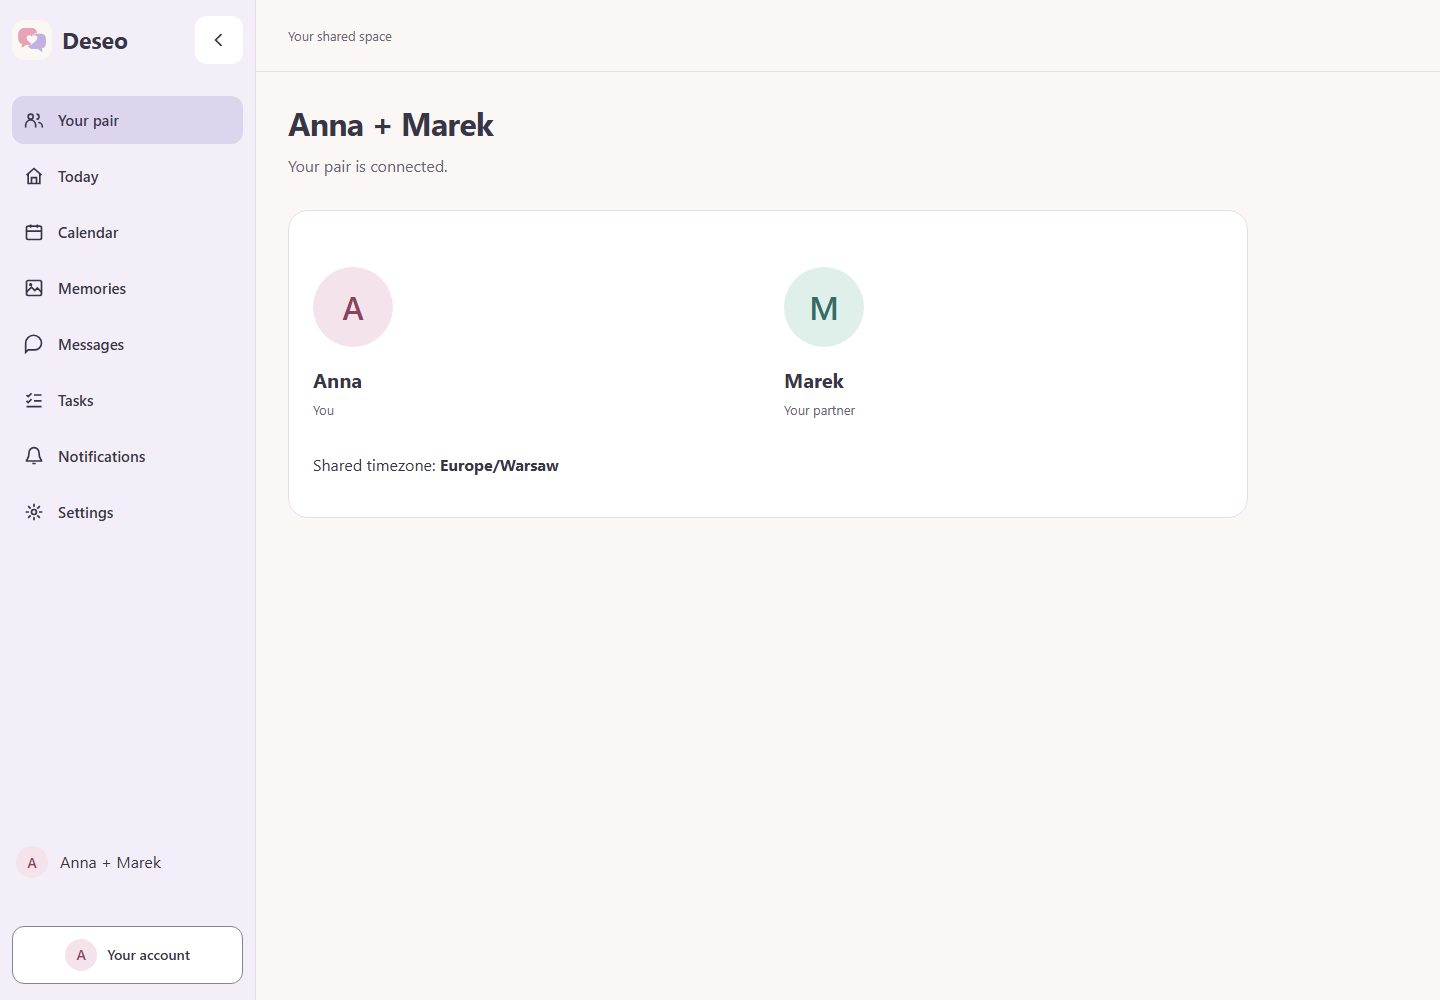 Deseo
Your pair
Today
Calendar
Memories
Messages
Tasks
Notifications
Settings
A
Anna + Marek
A
Your account
Your shared space
Anna + Marek
Your pair is connected.
A
Anna
You
M
Marek
Your partner
Shared timezone: Europe/Warsaw